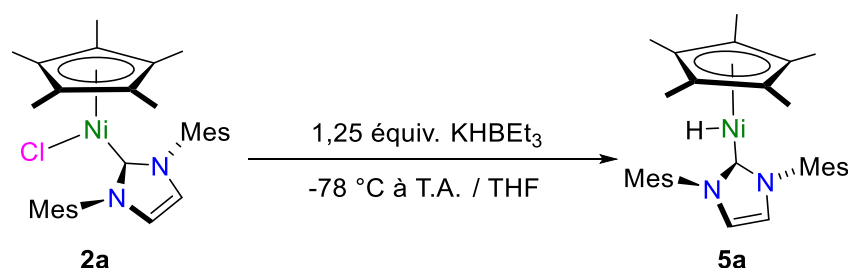 Cl
Ni
Mes
N
N
Mes
2a
1,25 équiv. KHBEt₃
-78 °C à T.A. / THF
H
Ni
Mes
N
N
Mes
5a